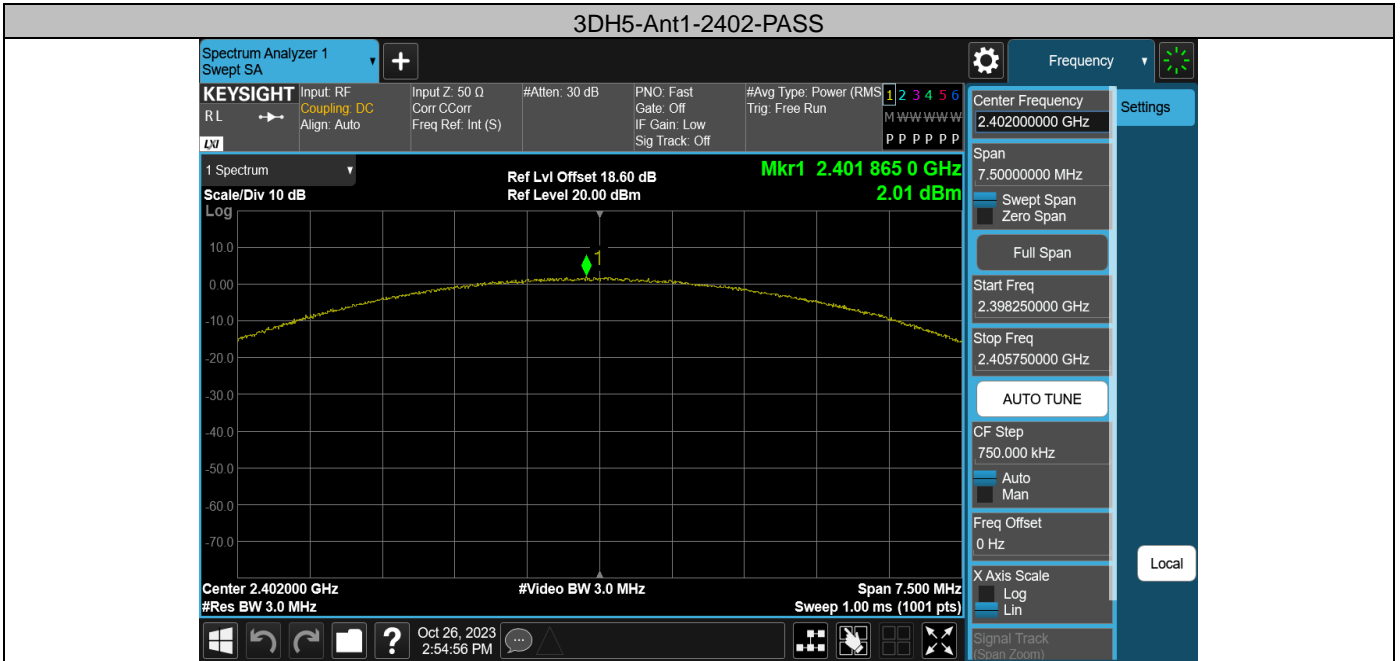 3DH5-Ant1-2402-PASS
Spectrum Analyzer 1
Swept SA
Frequency
KEYSIGHT
RL
LXI
Input: RF
Coupling: DC
Align: Auto
Input Z: 50 Ω
Corr CCorr
Freq Ref: Int (S)
#Atten: 30 dB
PNO: Fast
Gate: Off
IF Gain: Low
Sig Track: Off
#Avg Type: Power (RMS
Trig: Free Run
1 2 3 4 5 6
M W W W W W
P P P P P P
1 Spectrum
Scale/Div 10 dB
Ref Lvl Offset 18.60 dB
Ref Level 20.00 dBm
Mkr1 2.401 865 0 GHz
2.01 dBm
Log
10.0
0.00
-10.0
-20.0
-30.0
-40.0
-50.0
-60.0
-70.0
1
Center 2.402000 GHz
#Res BW 3.0 MHz
#Video BW 3.0 MHz
Span 7.500 MHz
Sweep 1.00 ms (1001 pts)
Oct 26, 2023
2:54:56 PM
Center Frequency
2.402000000 GHz
Span
7.50000000 MHz
Swept Span
Zero Span
Full Span
Start Freq
2.398250000 GHz
Stop Freq
2.405750000 GHz
AUTO TUNE
CF Step
750.000 kHz
Auto
Man
Freq Offset
0 Hz
X Axis Scale
Log
Lin
Signal Track
(Span Zoom)
Settings
Local